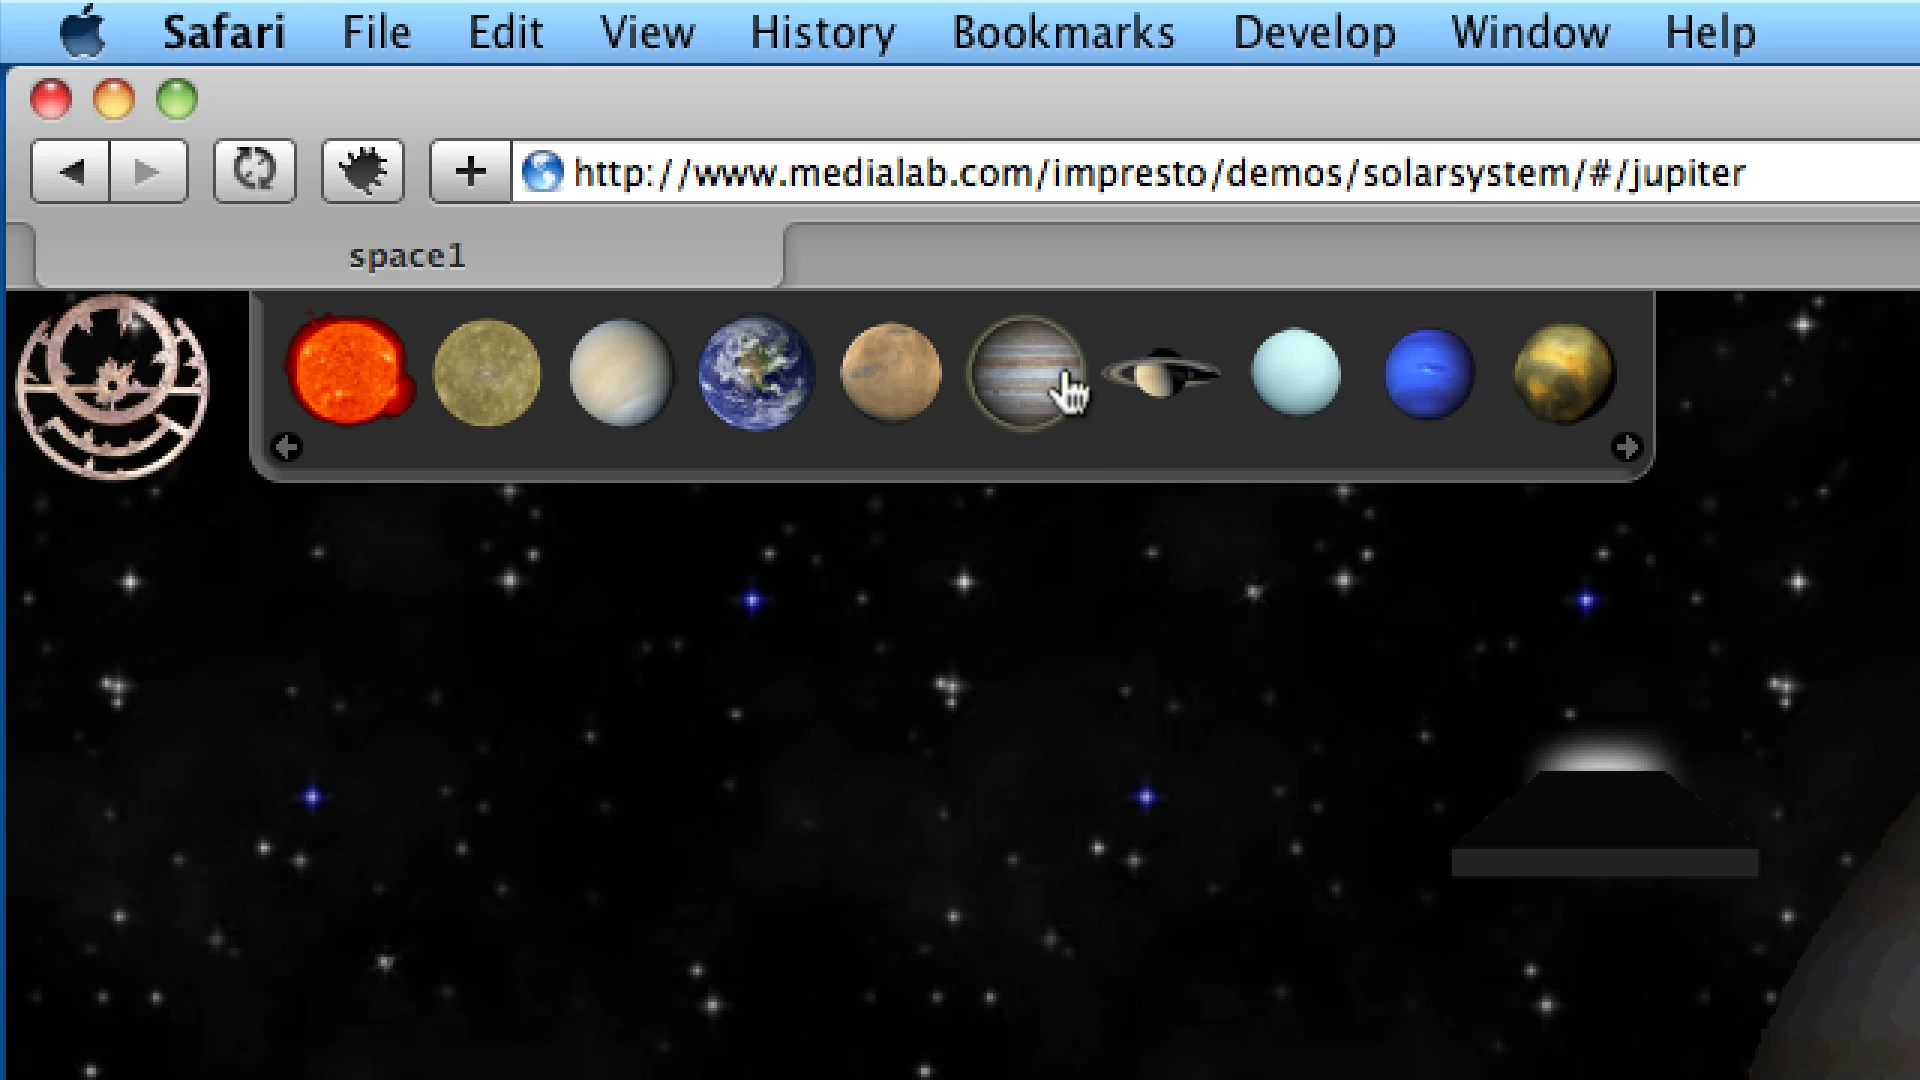 Safari File Edit View History Bookmarks Develop Window Help
http://www.medialab.com/impresto/demos/solarsystem/#/jupiter
space1